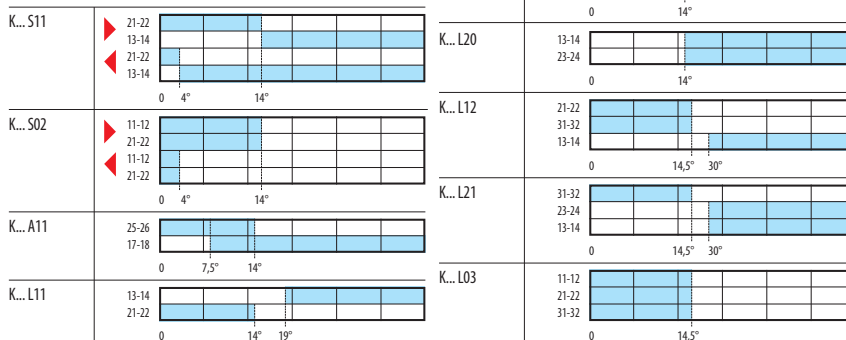 K... S11
21-22
13-14
21-22
13-14
0 4° 14°
K... S02
11-12
21-22
11-12
21-22
0 4° 14°
K... A11
25-26
17-18
0 7,5° 14°
K... L11
13-14
21-22
0 14° 19°
0 14°
K... L20
13-14
23-24
0 14°
K... L12
21-22
31-32
13-14
0 14,5° 30°
K... L21
31-32
23-24
13-14
0 14,5° 30°
K... L03
11-12
21-22
31-32
0 14,5°